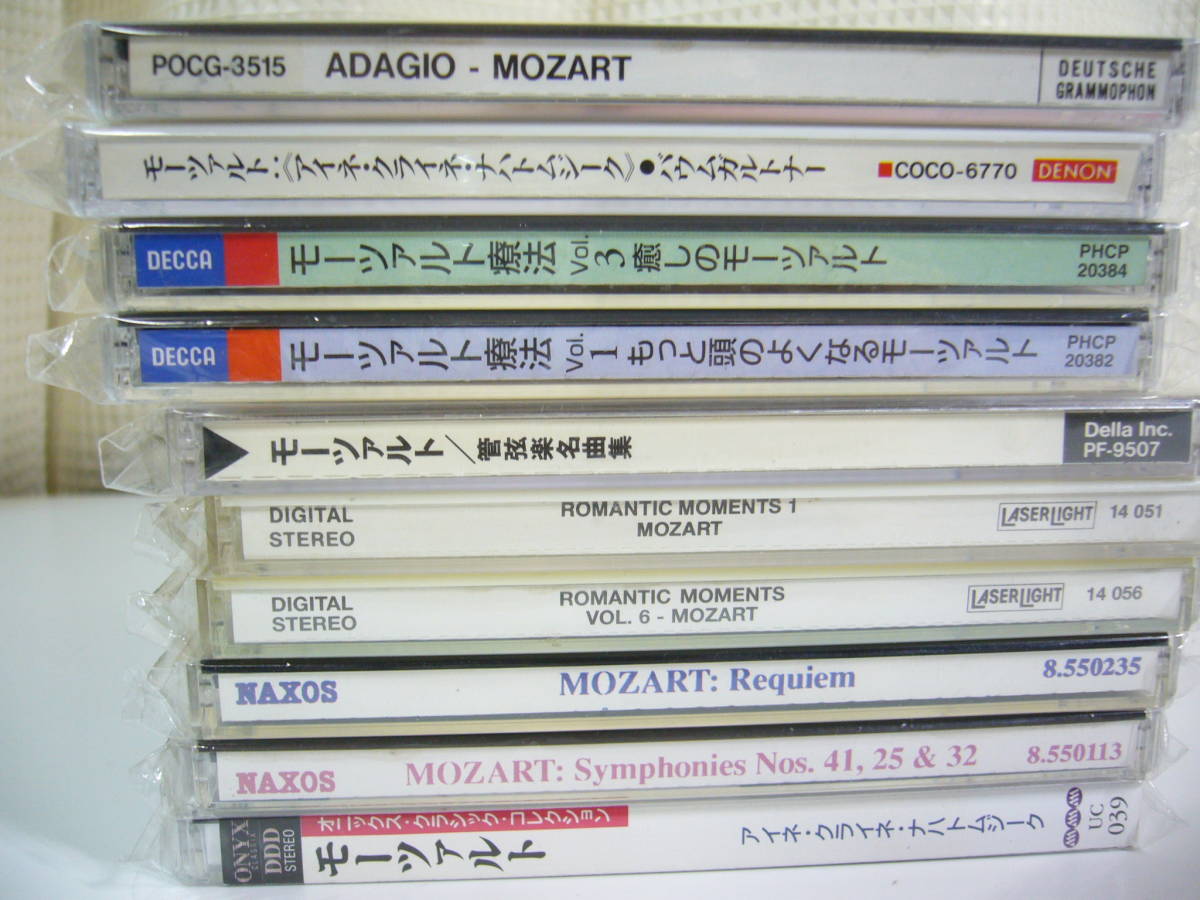 POCG-3515 ADAGIO - MOZART DEUTSCHE GRAMMOPHON
モーツァルト:《アイネ・クライネ・ナハトムジーク》●バウムガルトナー ■COCO-6770 DENON
DECCA モーツァルト療法 Vol. 3 癒しのモーツァルト PHCP 20384
DECCA モーツァルト療法 Vol. 1 もっと頭のよくなるモーツァルト PHCP 20382
モーツァルト/管弦楽名曲集 Della Inc. PF-9507
DIGITAL STEREO ROMANTIC MOMENTS 1 MOZART LASERLIGHT 14 051
DIGITAL STEREO ROMANTIC MOMENTS VOL. 6 - MOZART LASERLIGHT 14 056
NAXOS MOZART: Requiem 8.550235
NAXOS MOZART: Symphonies Nos. 41, 25 & 32 8.550113
ONYX CLASSIX DDD STEREO オニックス・クラシック・コレクション モーツァルト アイネ・クライネ・ナハトムジーク UC 039